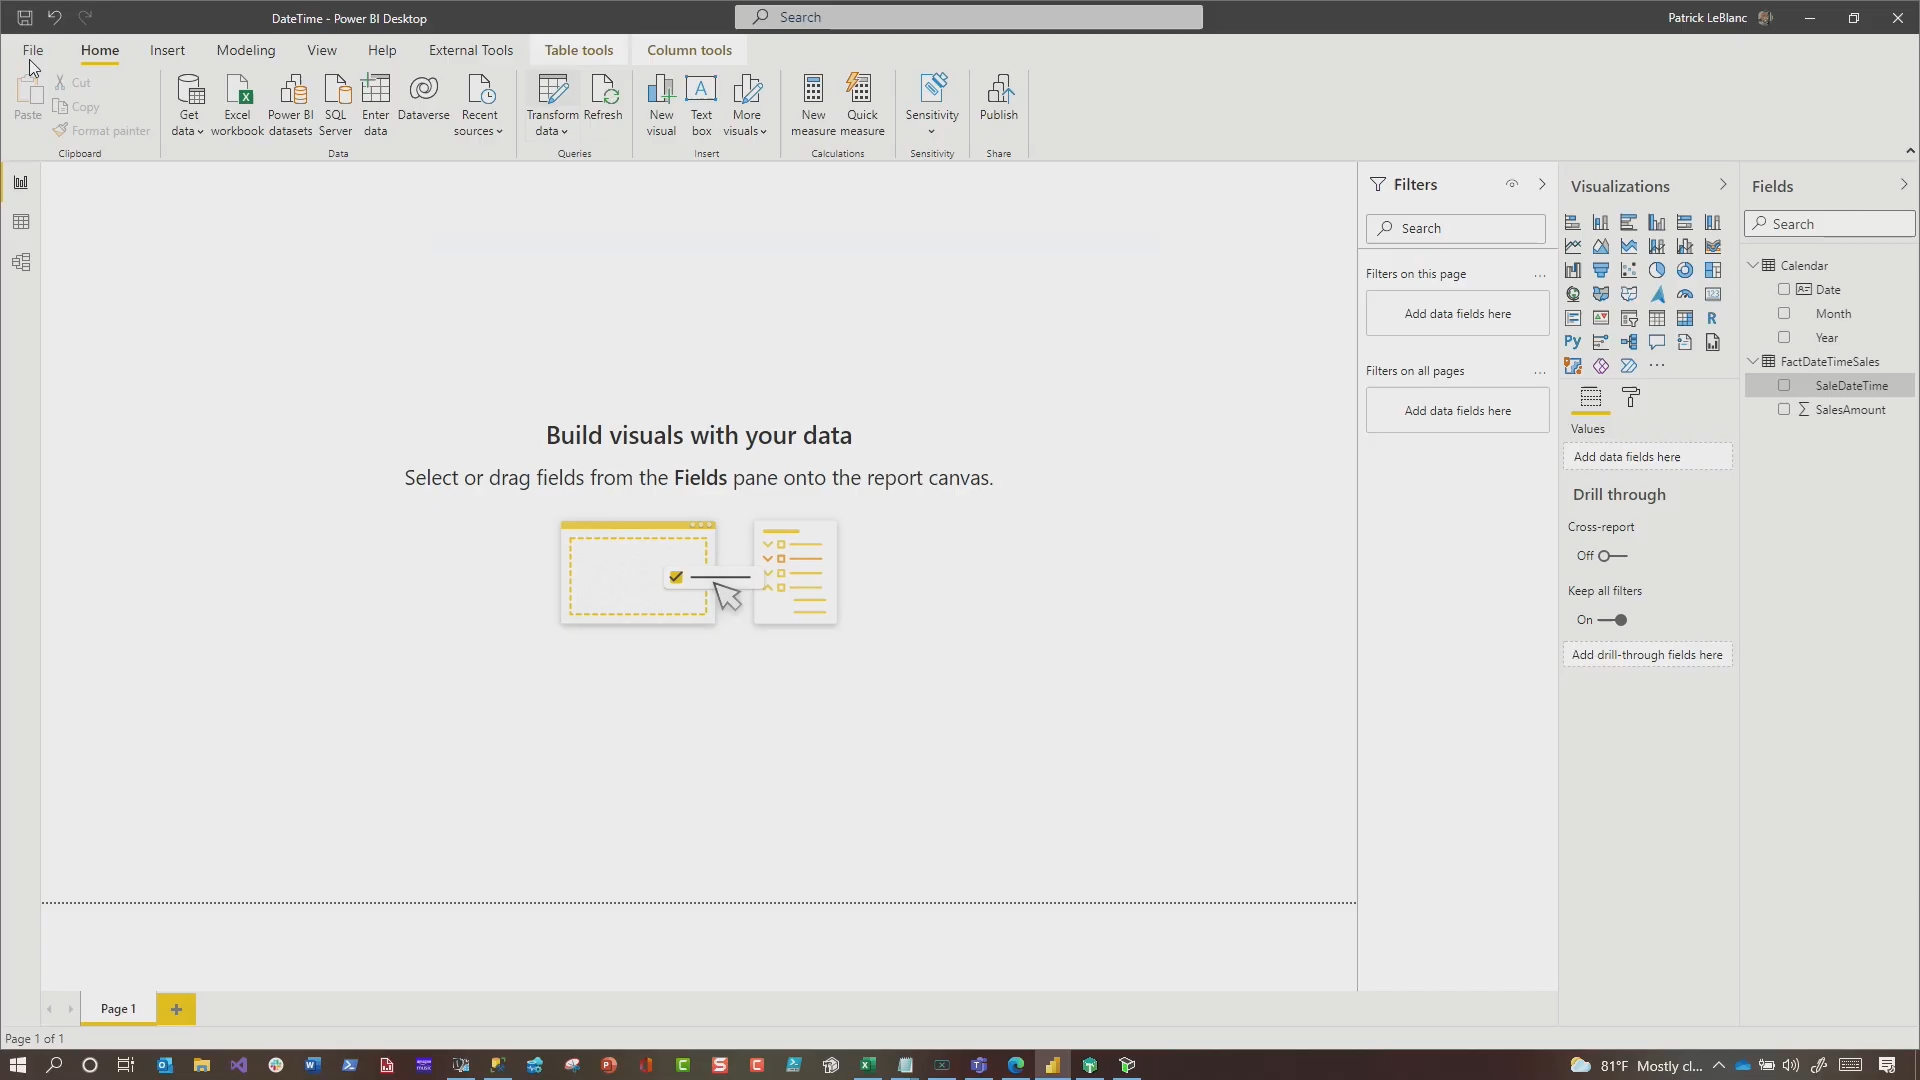 DateTime - Power BI Desktop
Search
Patrick LeBlanc
File
Home
Insert
Modeling
View
Help
External Tools
Table tools
Column tools
Paste
Cut
Copy
Format painter
Clipboard
Get data
Excel workbook
Power BI datasets
SQL Server
Enter data
Dataverse
Recent sources
Data
Transform data
Refresh
Queries
New visual
Text box
More visuals
Insert
New measure
Quick measure
Calculations
Sensitivity
Sensitivity
Publish
Share
Build visuals with your data
Select or drag fields from the Fields pane onto the report canvas.
Filters
Search
Filters on this page
...
Add data fields here
Filters on all pages
...
Add data fields here
Visualizations
R
Py
...
Values
Add data fields here
Drill through
Cross-report
Off
Keep all filters
On
Add drill-through fields here
Fields
Search
Calendar
Date
Month
Year
FactDateTimeSales
SaleDateTime
∑ SalesAmount
Page 1
+
Page 1 of 1
81°F Mostly cl...